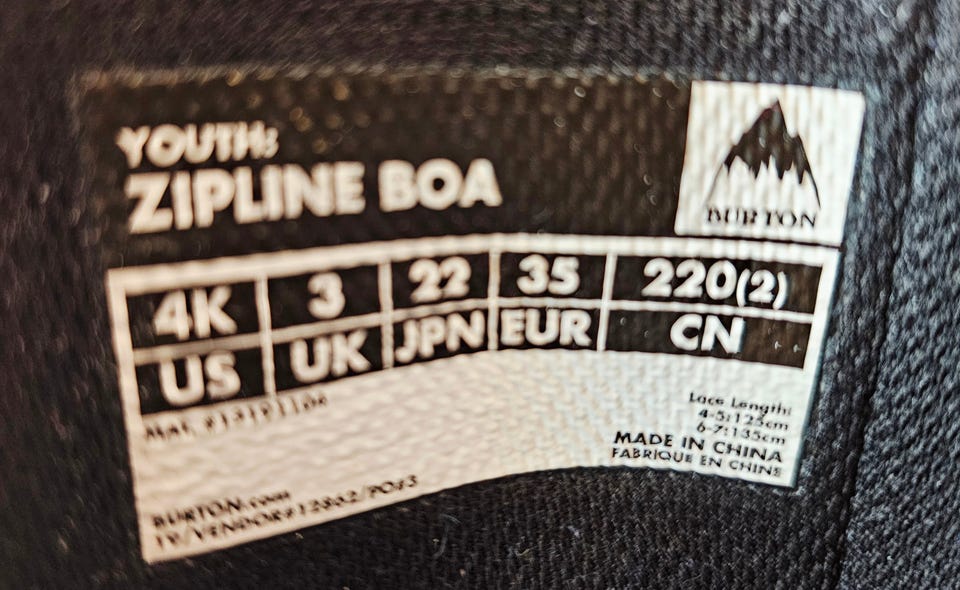 YOUTH:
ZIPLINE BOA
BURTON
4K 3 22 35 220(2)
US UK JPN EUR CN
Lace Length:
4-5:125cm
6-7:135cm
MADE IN CHINA
FABRIQUE EN CHINE
BURTON.com